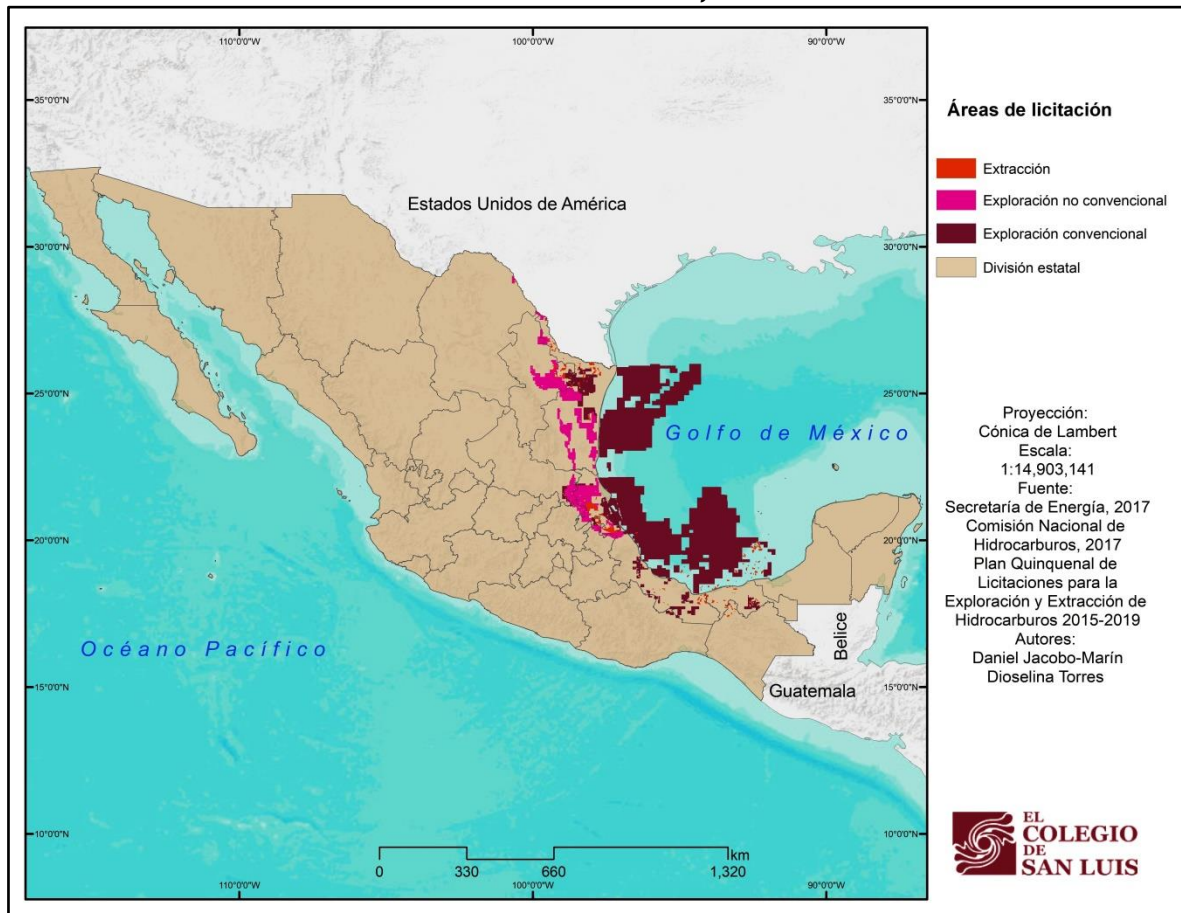 110°0'0"W
100°0'0"W
90°0'0"W
35°0'0"N
35°0'0"N
Áreas de licitación
Extracción
Exploración no convencional
Exploración convencional
División estatal
Estados Unidos de América
30°0'0"N
30°0'0"N
25°0'0"N
25°0'0"N
Golfo de México
20°0'0"N
20°0'0"N
Océano Pacífico
Belice
Guatemala
15°0'0"N
15°0'0"N
10°0'0"N
10°0'0"N
Proyección:
Cónica de Lambert
Escala:
1:14,903,141
Fuente:
Secretaría de Energía, 2017
Comisión Nacional de
Hidrocarburos, 2017
Plan Quinquenal de
Licitaciones para la
Exploración y Extracción de
Hidrocarburos 2015-2019
Autores:
Daniel Jacobo-Marín
Dioselina Torres
km
0 330 660 1,320
110°0'0"W
100°0'0"W
90°0'0"W
EL
COLEGIO
DE
SAN LUIS